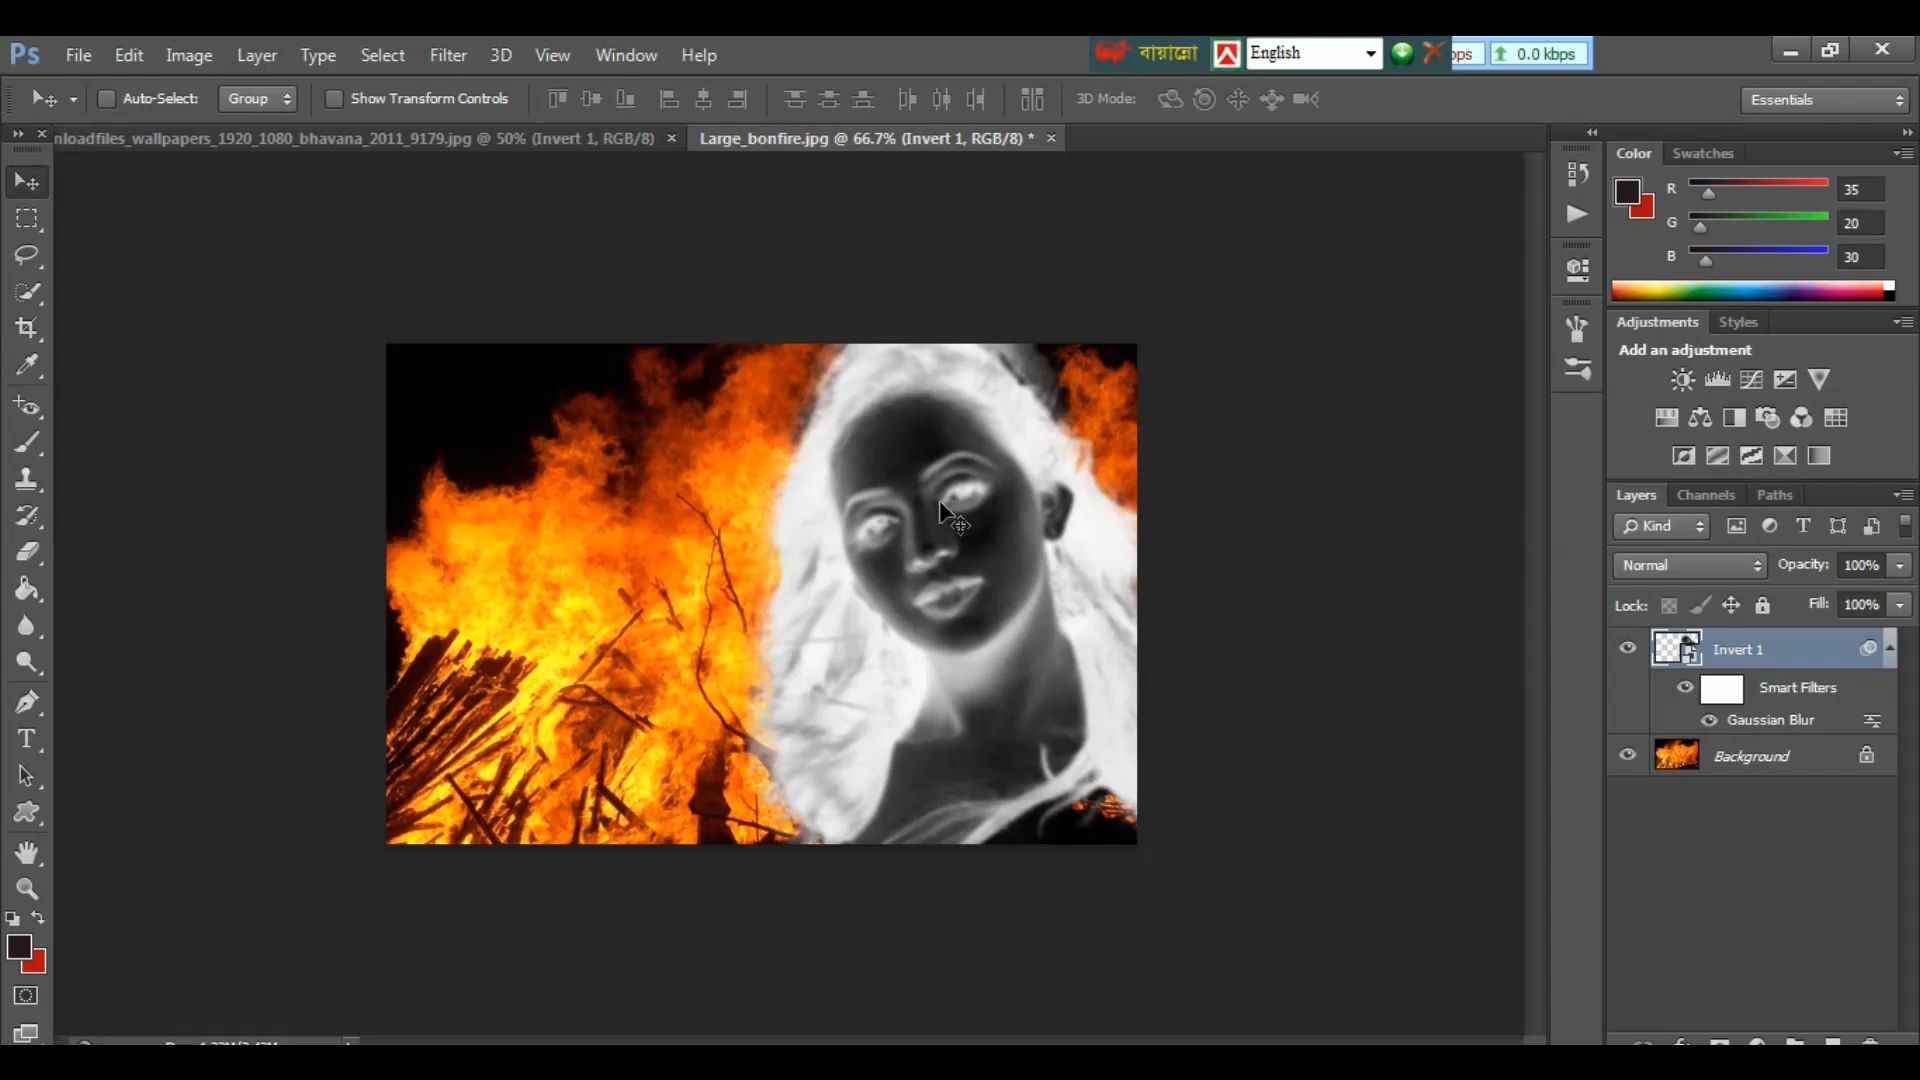 Ps File Edit Image Layer Type Select Filter 3D View Window Help
বায়ান্নো English 0.0 kbps
Auto-Select: Group Show Transform Controls 3D Mode: Essentials
nloadfiles_wallpapers_1920_1080_bhavana_2011_9179.jpg @ 50% (Invert 1, RGB/8) × Large_bonfire.jpg @ 66.7% (Invert 1, RGB/8) * ×
Color Swatches
R 35
G 20
B 30
Adjustments Styles
Add an adjustment
Layers Channels Paths
Kind
Normal Opacity: 100%
Lock: Fill: 100%
Invert 1
Smart Filters
Gaussian Blur
Background